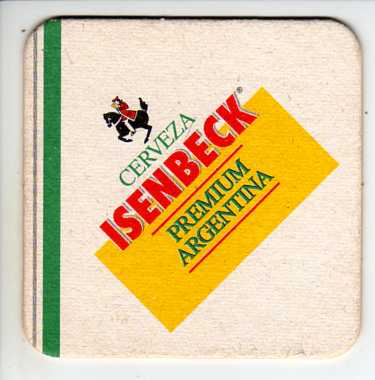 CERVEZA
ISENBECK®
PREMIUM
ARGENTINA